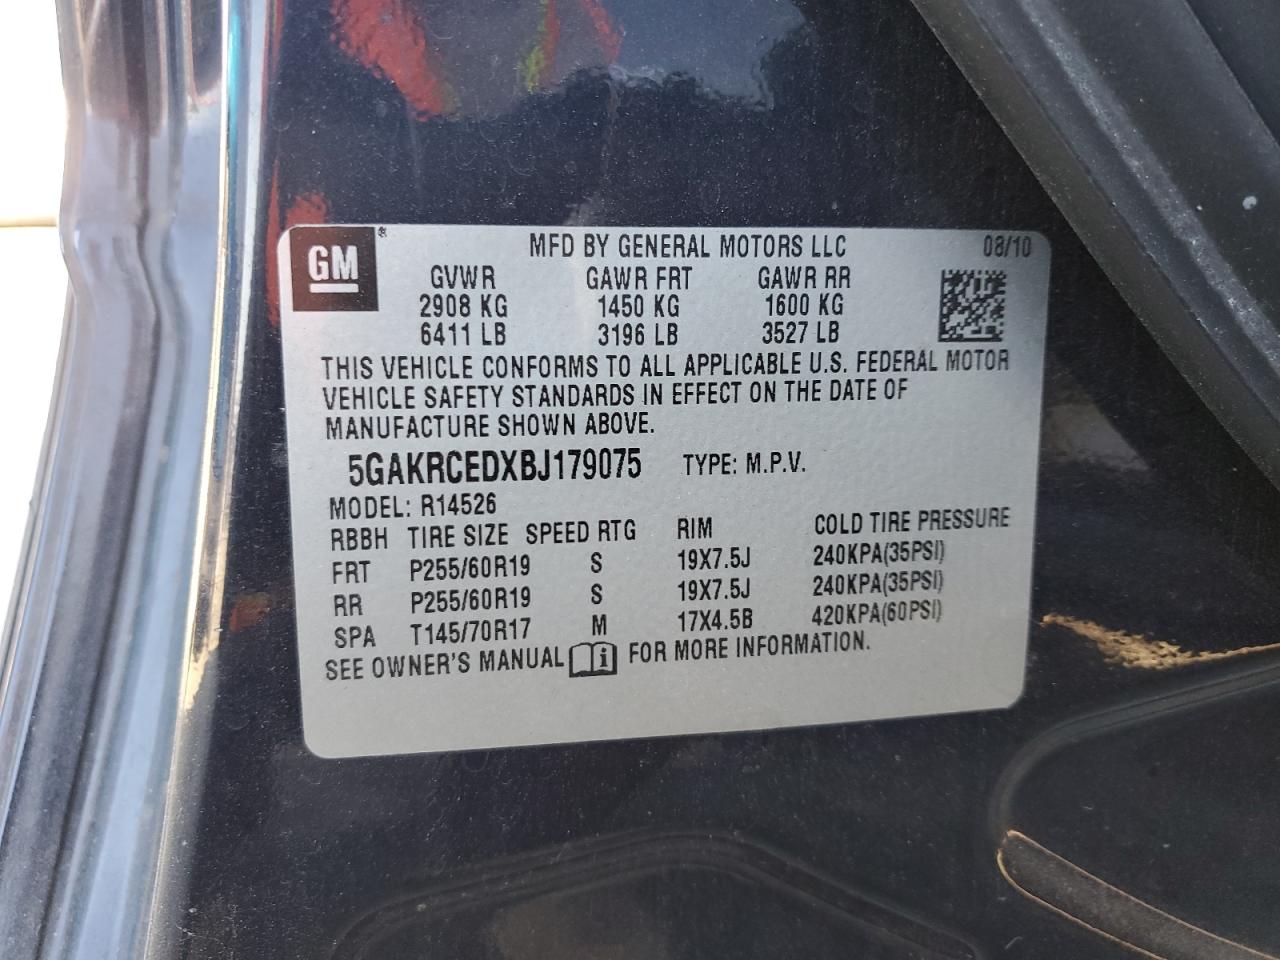 GM ® MFD BY GENERAL MOTORS LLC 08/10
GVWR GAWR FRT GAWR RR
2908 KG 1450 KG 1600 KG
6411 LB 3196 LB 3527 LB
THIS VEHICLE CONFORMS TO ALL APPLICABLE U.S. FEDERAL MOTOR
VEHICLE SAFETY STANDARDS IN EFFECT ON THE DATE OF
MANUFACTURE SHOWN ABOVE.
5GAKRCEDXBJ179075 TYPE: M.P.V.
MODEL: R14526
RBBH TIRE SIZE SPEED RTG RIM COLD TIRE PRESSURE
FRT P255/60R19 S 19X7.5J 240KPA(35PSI)
RR P255/60R19 S 19X7.5J 240KPA(35PSI)
SPA T145/70R17 M 17X4.5B 420KPA(60PSI)
SEE OWNER'S MANUAL i FOR MORE INFORMATION.